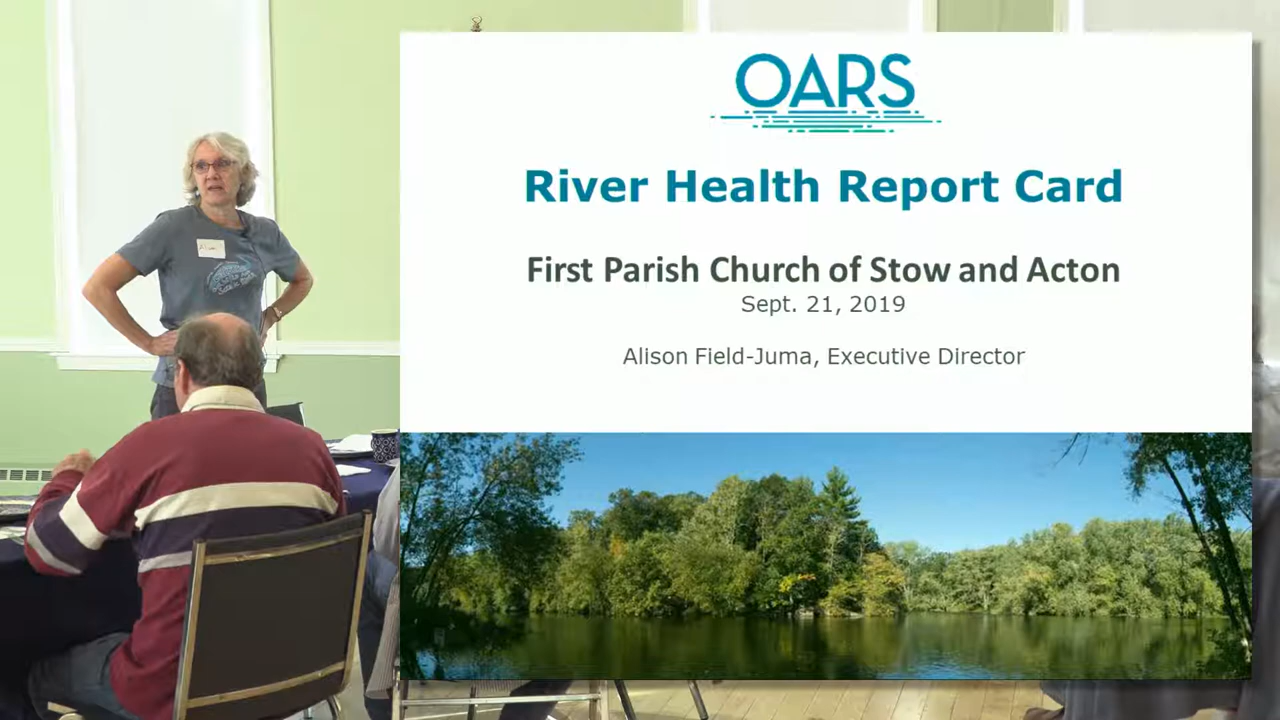 OARS
River Health Report Card
First Parish Church of Stow and Acton
Sept. 21, 2019
Alison Field-Juma, Executive Director